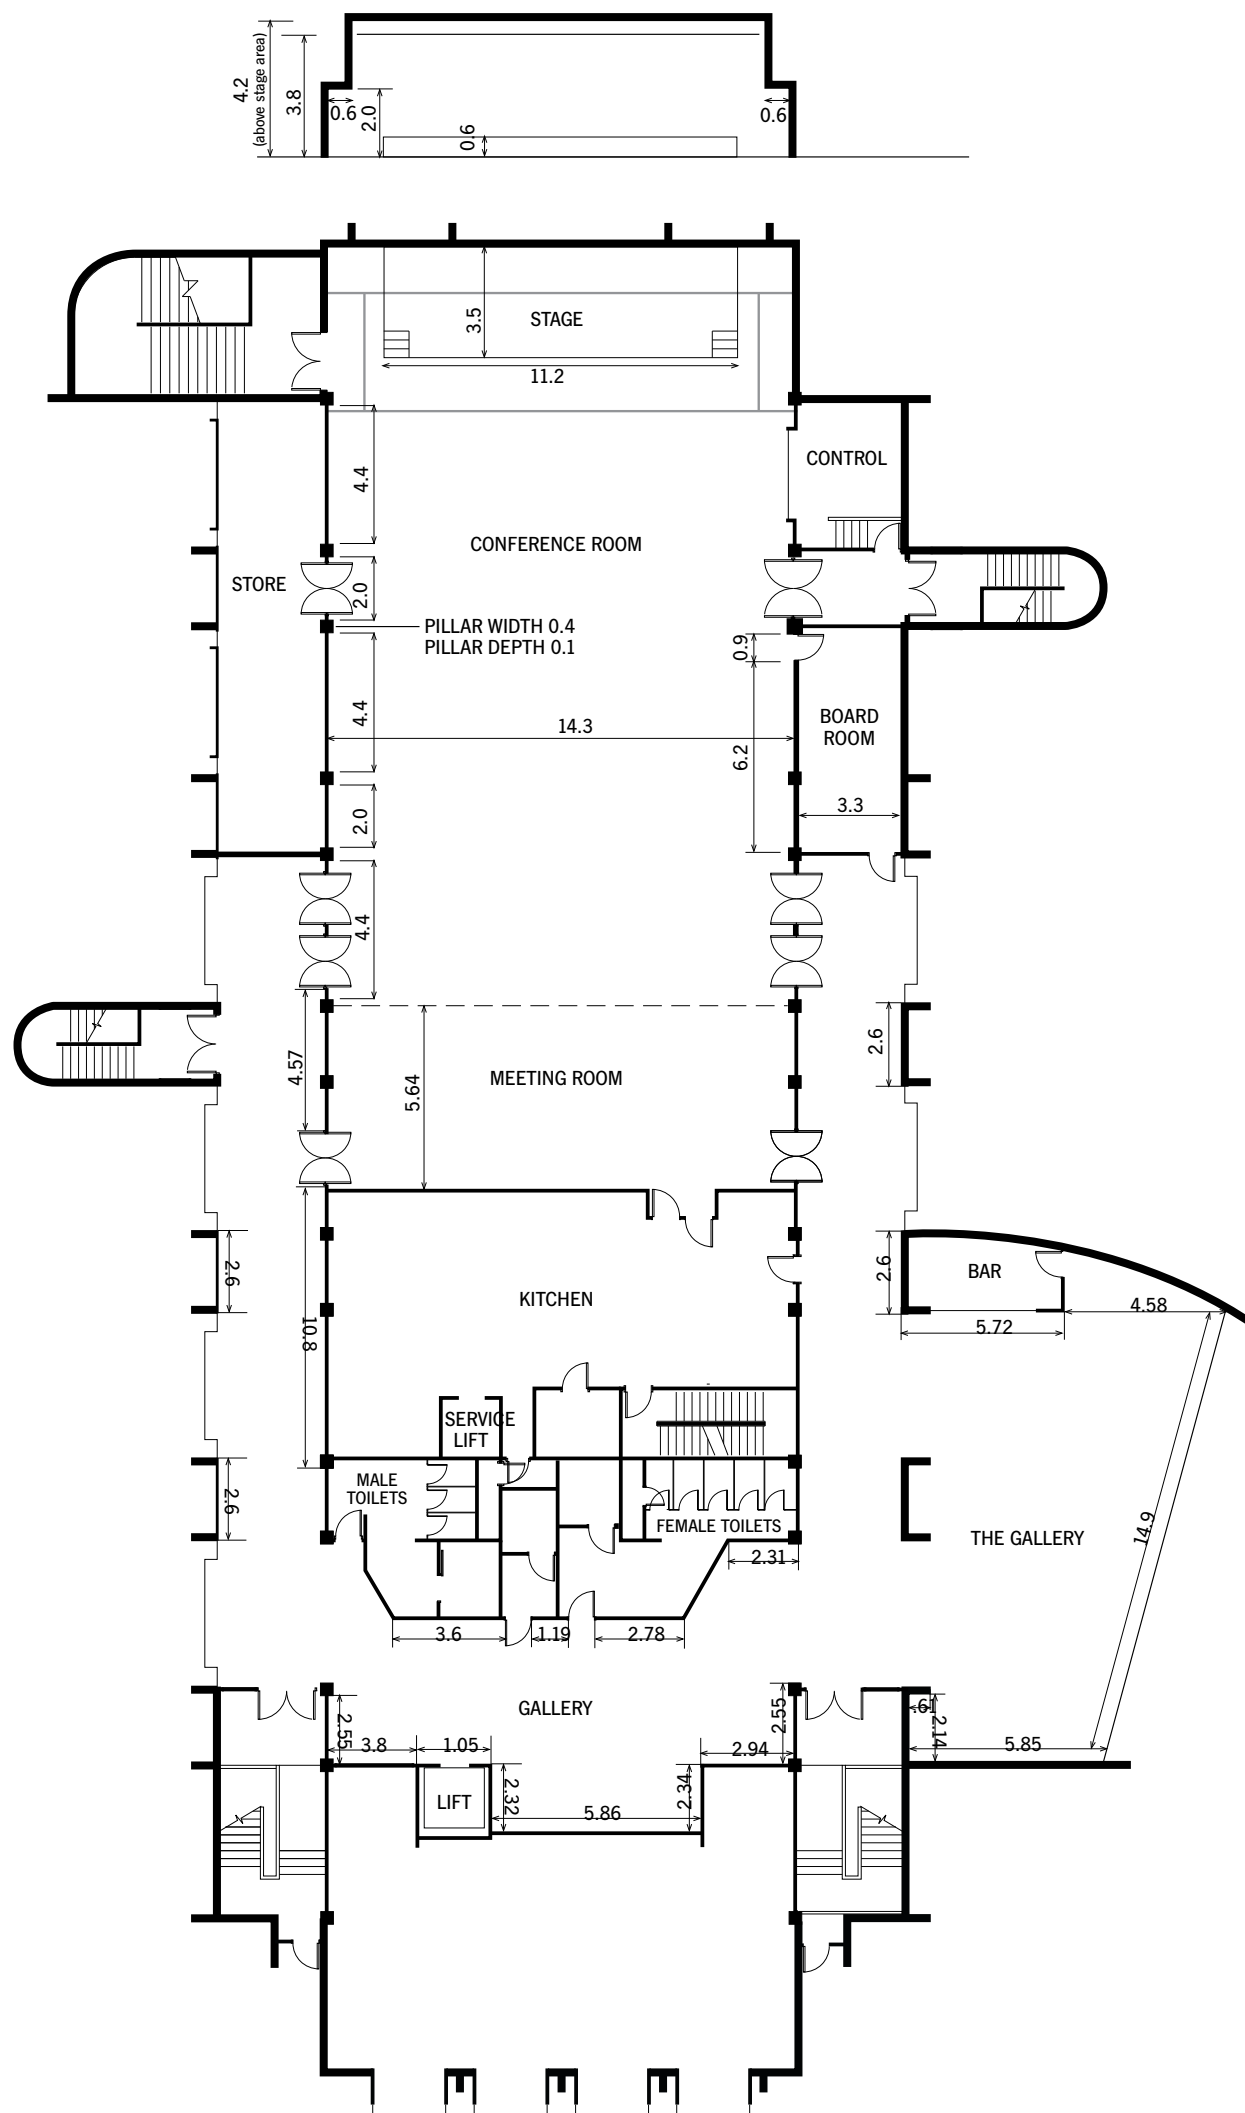 4.2
(above stage area)
3.8
0.6
2.0
0.6
0.6
3.5
STAGE
11.2
4.4
CONTROL
CONFERENCE ROOM
STORE
2.0
PILLAR WIDTH 0.4
PILLAR DEPTH 0.1
0.9
4.4
14.3
BOARD
ROOM
6.2
3.3
2.0
4.4
4.57
5.64
MEETING ROOM
2.6
2.6
10.8
KITCHEN
2.6
BAR
4.58
5.72
SERVICE
LIFT
MALE
TOILETS
2.6
FEMALE TOILETS
THE GALLERY
14.9
2.31
3.6
1.19
2.78
GALLERY
2.55
3.8
1.05
2.55
2.94
.61
2.14
5.85
LIFT
2.32
5.86
2.34